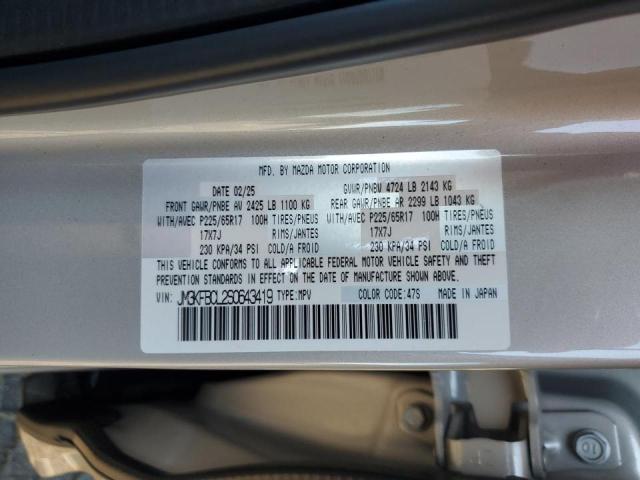 MFD. BY MAZDA MOTOR CORPORATION
DATE 02/25 GVWR/PNBV 4724 LB 2143 KG
FRONT GAWR/PNBE AV 2425 LB 1100 KG REAR GAWR/PNBE AR 2299 LB 1043 KG
WITH/AVEC P225/65R17 100H TIRES/PNEUS WITH/AVEC P225/65R17 100H TIRES/PNEUS
17X7J RIMS/JANTES 17X7J RIMS/JANTES
230 KPA/34 PSI COLD/A FROID 230 KPA/34 PSI COLD/A FROID
THIS VEHICLE CONFORMS TO ALL APPLICABLE FEDERAL MOTOR VEHICLE SAFETY AND THEFT
PREVENTION STANDARDS IN EFFECT ON THE DATE OF MANUFACTURE SHOWN ABOVE.
VIN: JM3KFBCL2S0643419 TYPE: MPV COLOR CODE: 47S MADE IN JAPAN